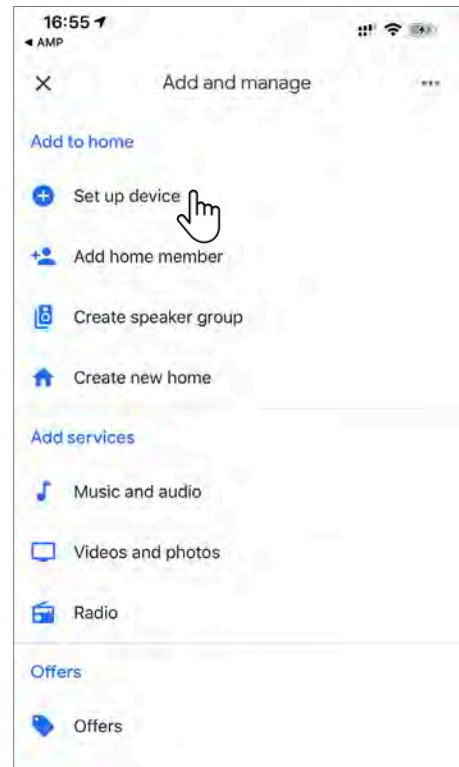 16:55
◀ AMP
Add and manage
Add to home
Set up device
Add home member
Create speaker group
Create new home
Add services
Music and audio
Videos and photos
Radio
Offers
Offers